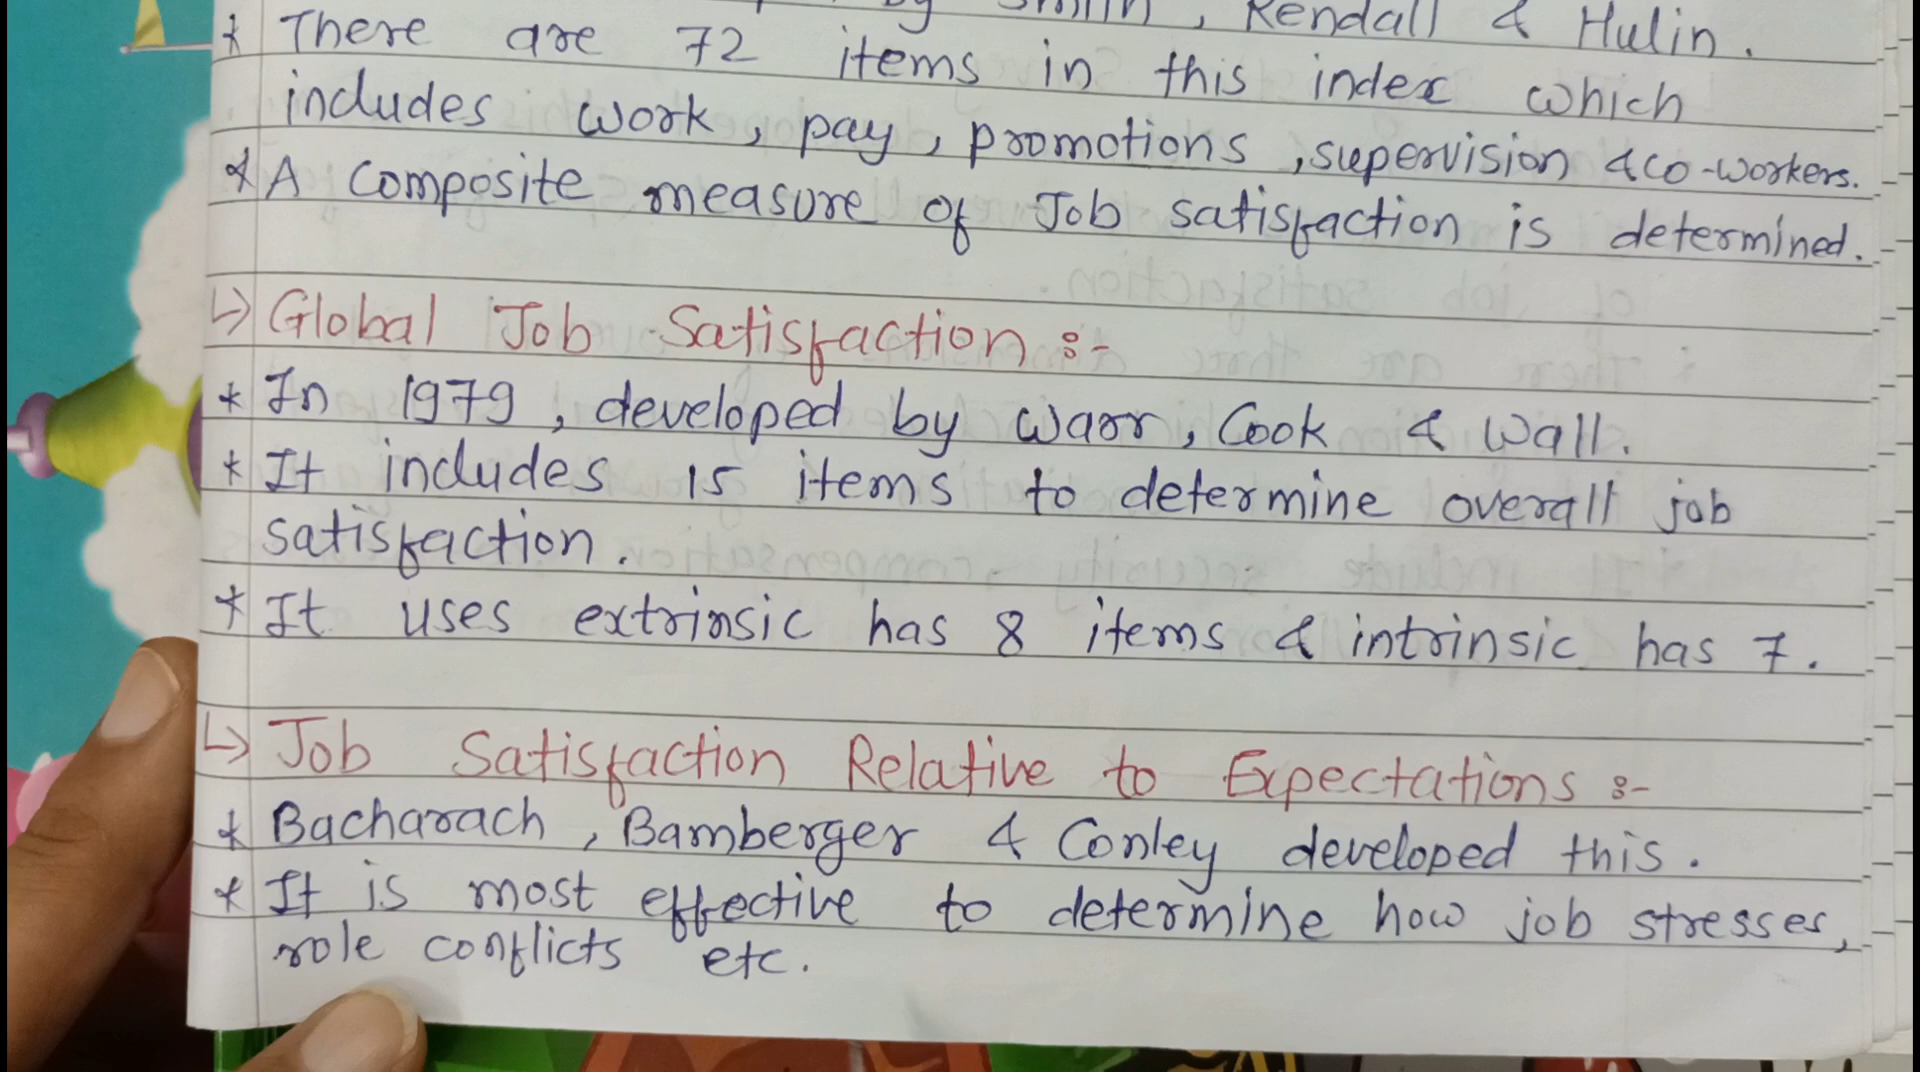 by Smith, Kendall & Hulin.
* There are 72 items in this index which
includes work, pay, promotions, supervision & co-workers.
* A composite measure of Job satisfaction is determined.
↳ Global Job Satisfaction :-
* In 1979, developed by Warr, Cook & Wall.
* It includes 15 items to determine overall job
satisfaction.
* It uses extrinsic has 8 items & intrinsic has 7.
↳ Job Satisfaction Relative to Expectations :-
* Bacharach, Bamberger & Conley developed this.
* It is most effective to determine how job stresses,
role conflicts etc.